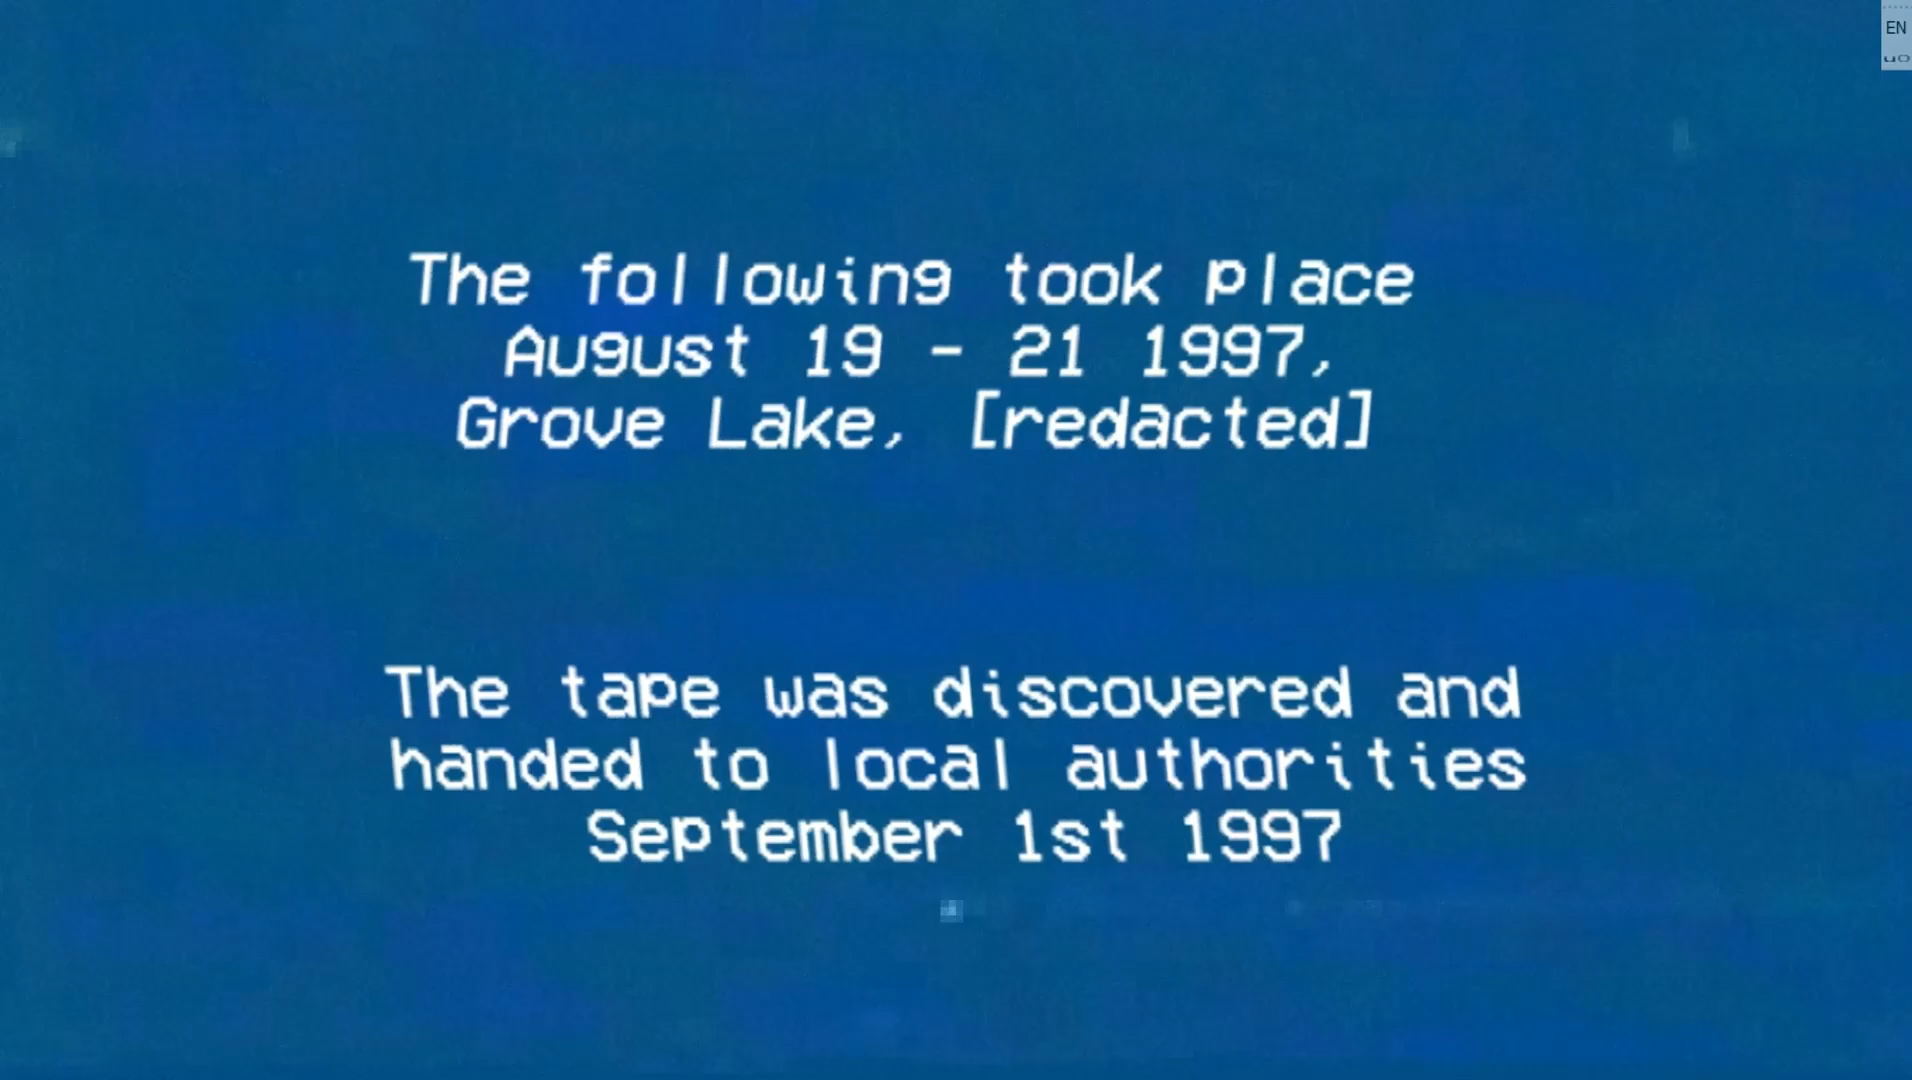 EN
The following took place
August 19 - 21 1997,
Grove Lake, [redacted]
The tape was discovered and
handed to local authorities
September 1st 1997